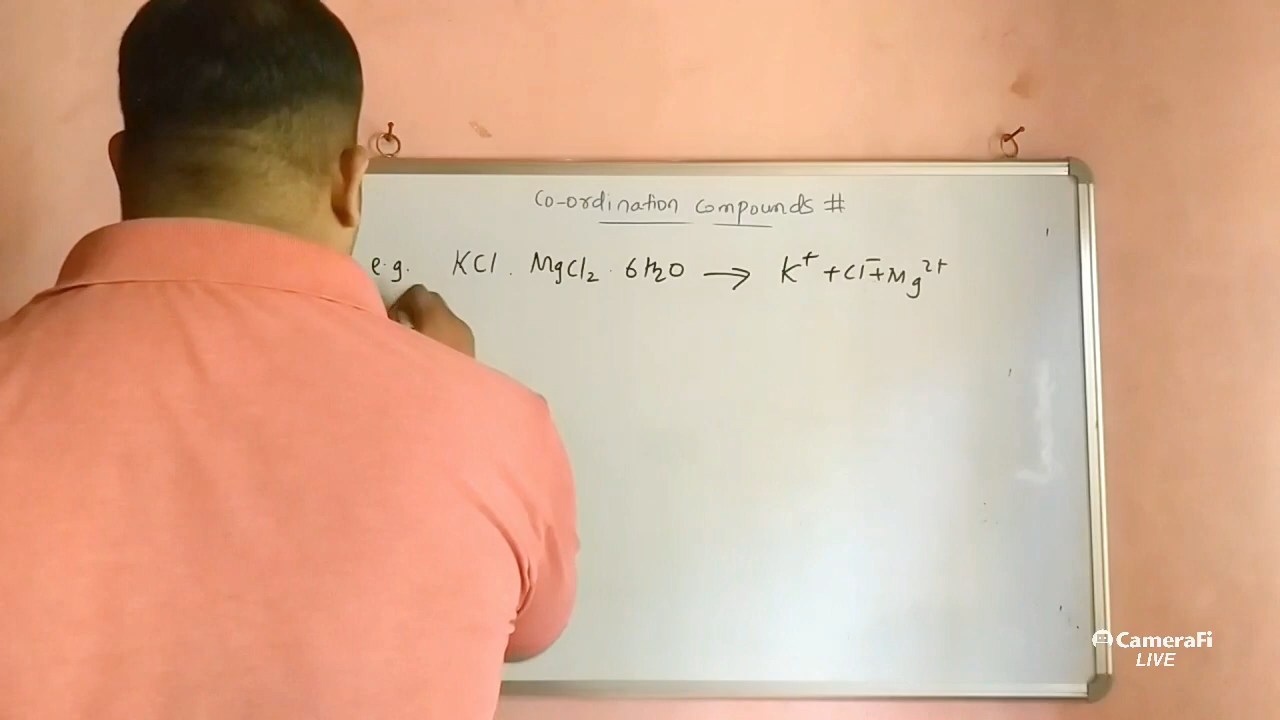 Co-ordination Compounds #
e.g. KCl . MgCl₂ . 6H₂O → K⁺ + Cl⁻ + Mg²⁺
CameraFi
LIVE